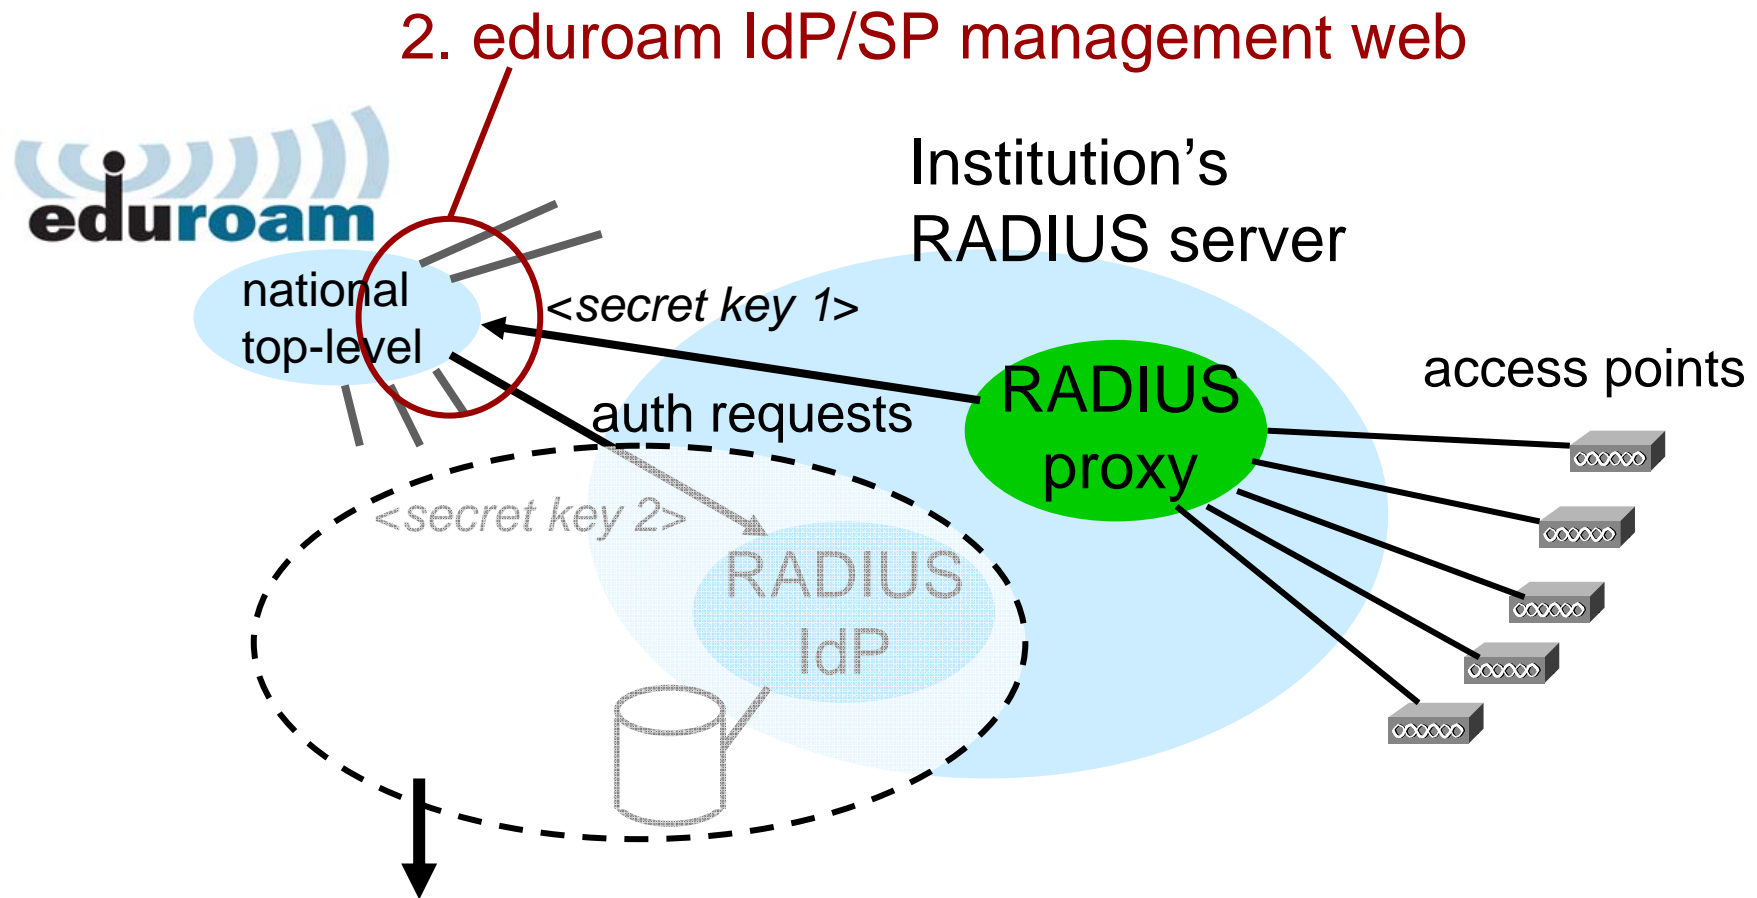 2. eduroam IdP/SP management web
eduroam
Institution's
RADIUS server
national
top-level
<secret key 1>
access points
RADIUS
proxy
auth requests
<secret key 2>
RADIUS
IdP